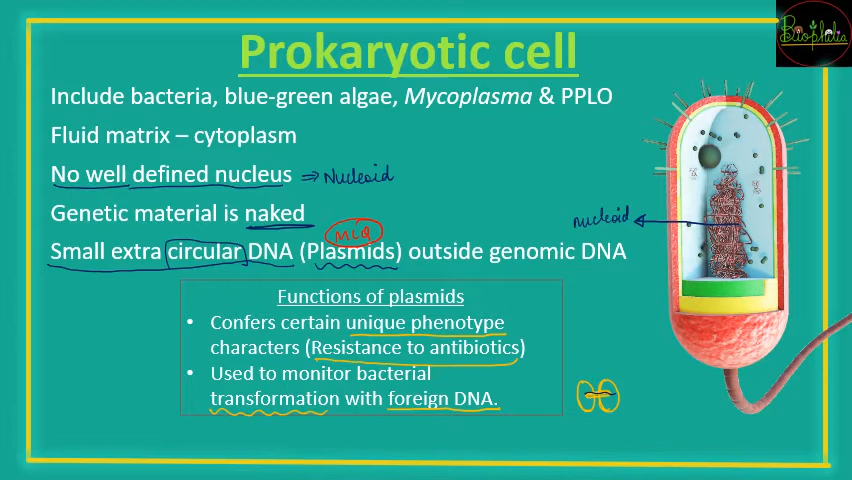 Biophilia
Prokaryotic cell
Include bacteria, blue-green algae, Mycoplasma & PPLO
Fluid matrix – cytoplasm
No well defined nucleus ⇒ Nucleoid
Genetic material is naked
nucleoid
MCQ
Small extra circular DNA (Plasmids) outside genomic DNA
Functions of plasmids
• Confers certain unique phenotype
characters (Resistance to antibiotics)
• Used to monitor bacterial
transformation with foreign DNA.